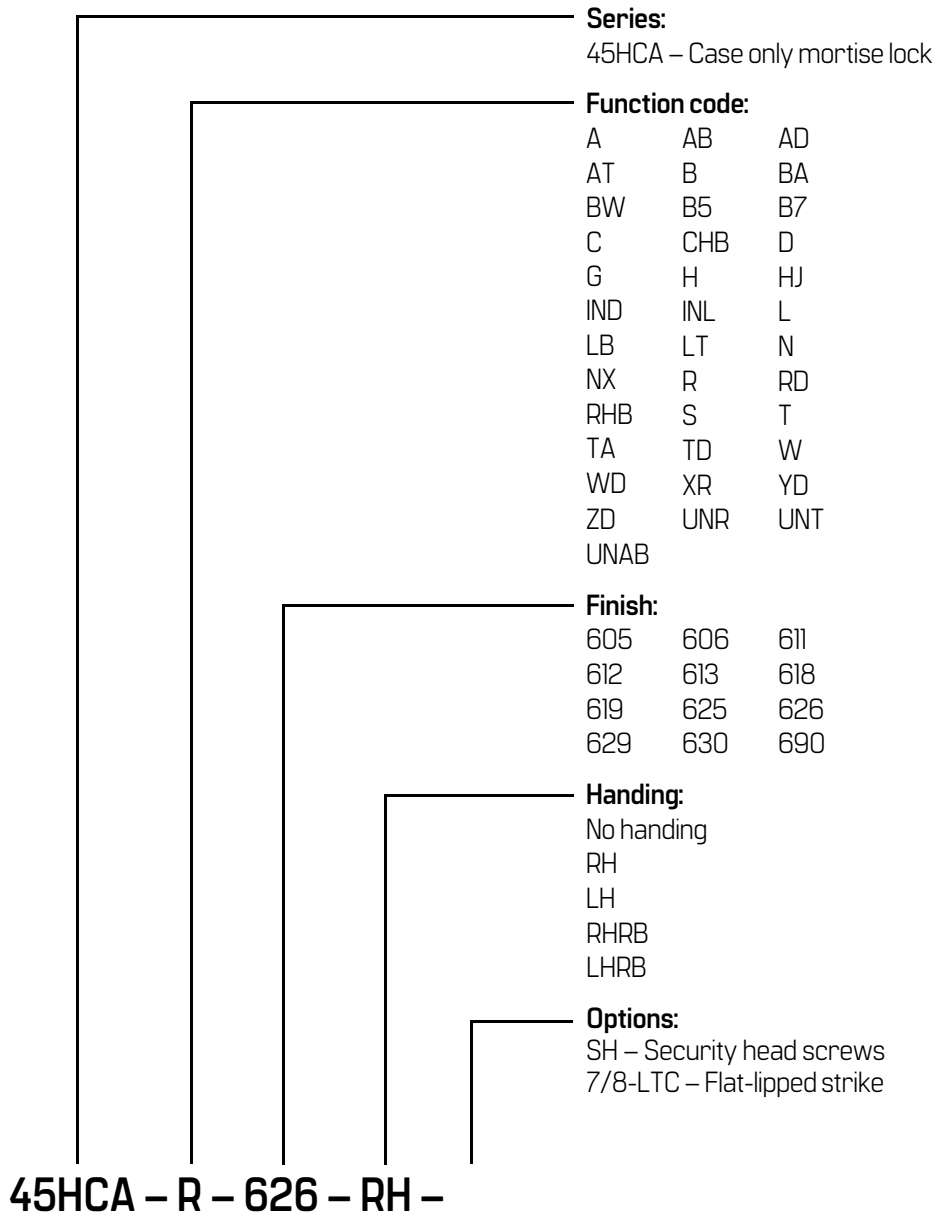 Series:
45HCA – Case only mortise lock
Function code:
A AB AD
AT B BA
BW B5 B7
C CHB D
G H HJ
IND INL L
LB LT N
NX R RD
RHB S T
TA TD W
WD XR YD
ZD UNR UNT
UNAB
Finish:
605 606 611
612 613 618
619 625 626
629 630 690
Handing:
No handing
RH
LH
RHRB
LHRB
Options:
SH – Security head screws
7/8-LTC – Flat-lipped strike
45HCA – R – 626 – RH –